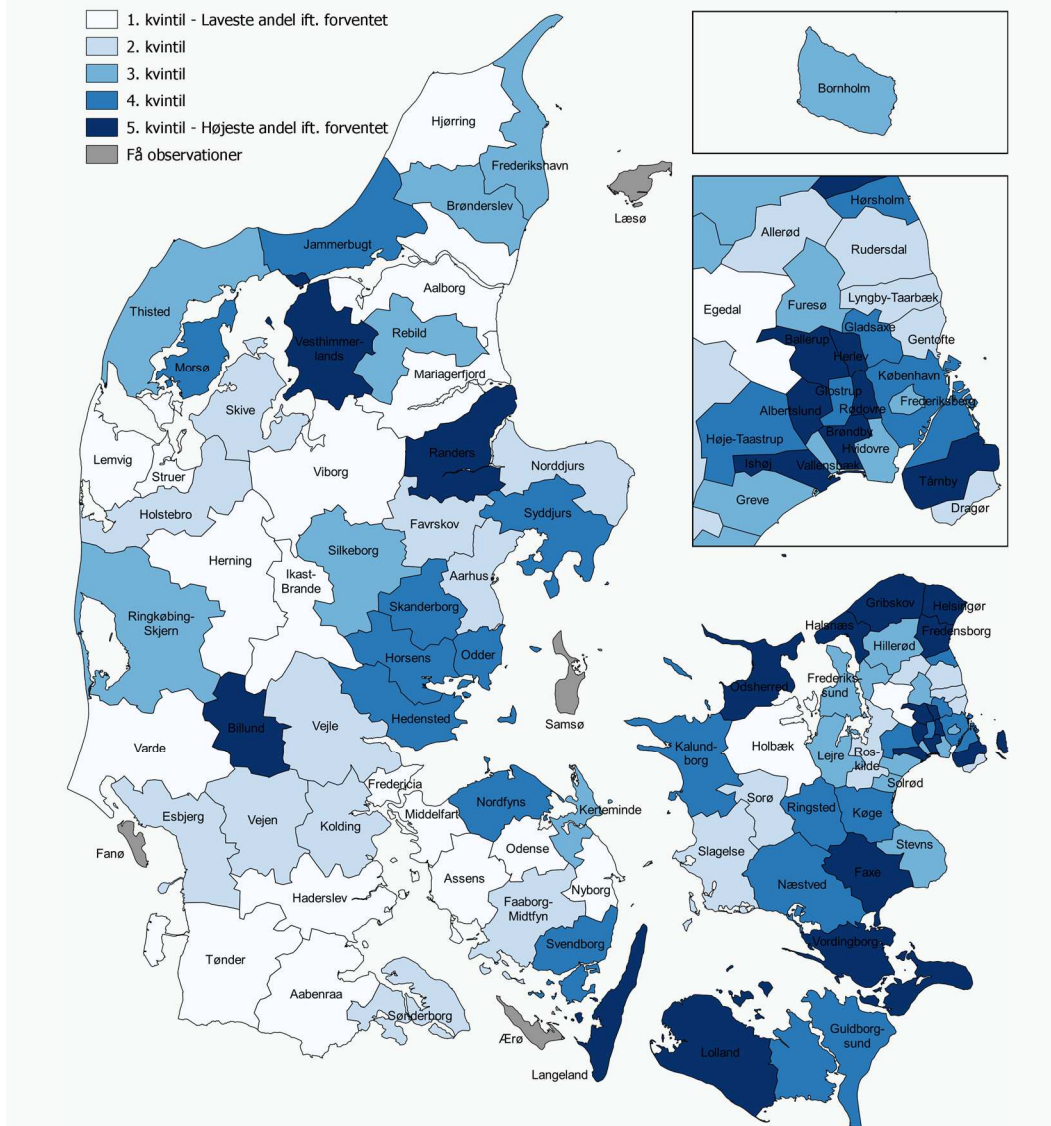 1. kvintil - Laveste andel ift. forventet
2. kvintil
3. kvintil
4. kvintil
5. kvintil - Højeste andel ift. forventet
Få observationer
Hjørring
Frederikshavn
Brønderslev
Læsø
Jammerbugt
Aalborg
Thisted
Rebild
Vesthimmer-
lands
Morsø
Mariagerfjord
Skive
Lemvig
Struer
Viborg
Randers
Norddjurs
Holstebro
Favrskov
Syddjurs
Herning
Silkeborg
Ikast-
Brande
Aarhus
Skanderborg
Ringkøbing-
Skjern
Horsens
Odder
Hedensted
Samsø
Billund
Vejle
Varde
Fredericia
Middelfart
Nordfyns
Kerteminde
Esbjerg
Vejen
Kolding
Fanø
Odense
Assens
Nyborg
Haderslev
Faaborg-
Midtfyn
Svendborg
Tønder
Aabenraa
Sønderborg
Ærø
Langeland
Bornholm
Hørsholm
Allerød
Rudersdal
Egedal
Furesø
Lyngby-Taarbæk
Gladsaxe
Ballerup
Gentofte
Herlev
København
Glostrup
Frederiksberg
Albertslund
Rødovre
Brøndby
Høje-Taastrup
Hvidovre
Ishøj
Vallensbæk
Tårnby
Greve
Dragør
Gribskov
Helsingør
Halsnæs
Fredensborg
Hillerød
Odsherred
Frederiks-
sund
Kalund-
borg
Holbæk
Lejre
Ros-
kilde
Solrød
Sorø
Ringsted
Køge
Stevns
Slagelse
Faxe
Næstved
Vordingborg
Guldborg-
sund
Lolland